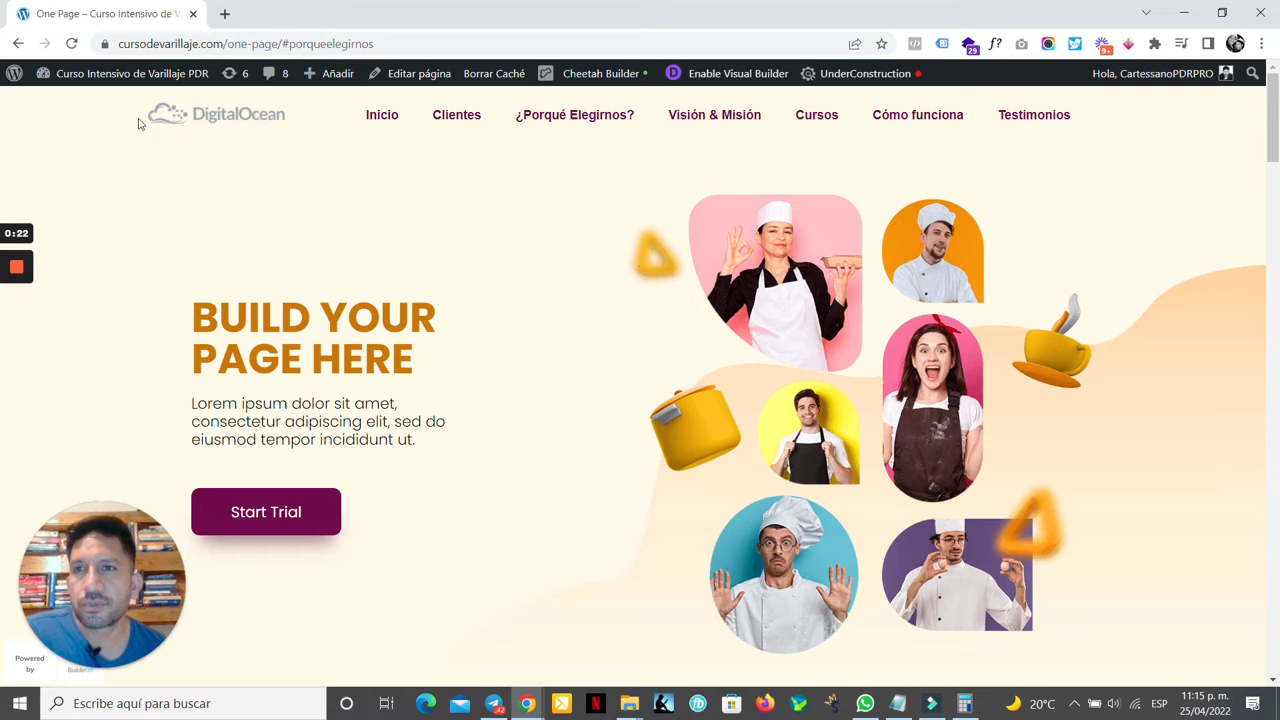 One Page – Curso Intensivo de V
cursodevarillaje.com/one-page/#porqueelegirnos
29
f?
9+
Curso Intensivo de Varillaje PDR
6
8
Añadir
Editar página
Borrar Caché
Cheetah Builder
Enable Visual Builder
UnderConstruction
Hola, CartessanoPDRPRO
DigitalOcean
Inicio
Clientes
¿Porqué Elegirnos?
Visión & Misión
Cursos
Cómo funciona
Testimonios
0:22
BUILD YOUR
PAGE HERE
Lorem ipsum dolor sit amet,
consectetur adipiscing elit, sed do
eiusmod tempor incididunt ut.
Start Trial
Powered
by
Escribe aquí para buscar
42
20°C
ESP
11:15 p. m.
25/04/2022